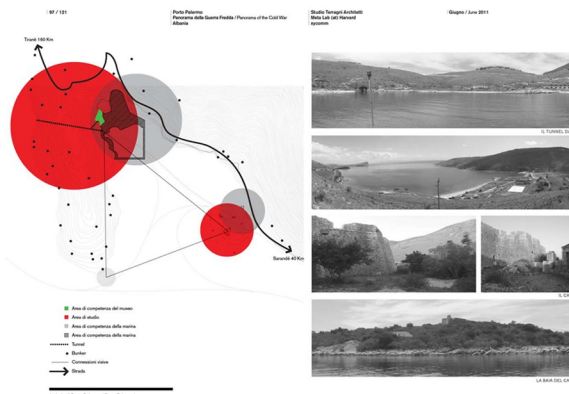 97 / 121
Porto Palermo
Panorama della Guerra Fredda / Panorama of the Cold War
Albania
Studio Terragni Architetti
Meta Lab (at) Harvard
sycomm
Giugno / June 2011
Tiranë 160 Km
Sarandë 40 Km
IL TUNNEL D
Area di competenza del museo
Area di studio
Area di competenza della marina
Area di competenza della marina
Tunnel
Bunker
Connessioni visive
Strada
IL CA
LA BAIA DEL CA